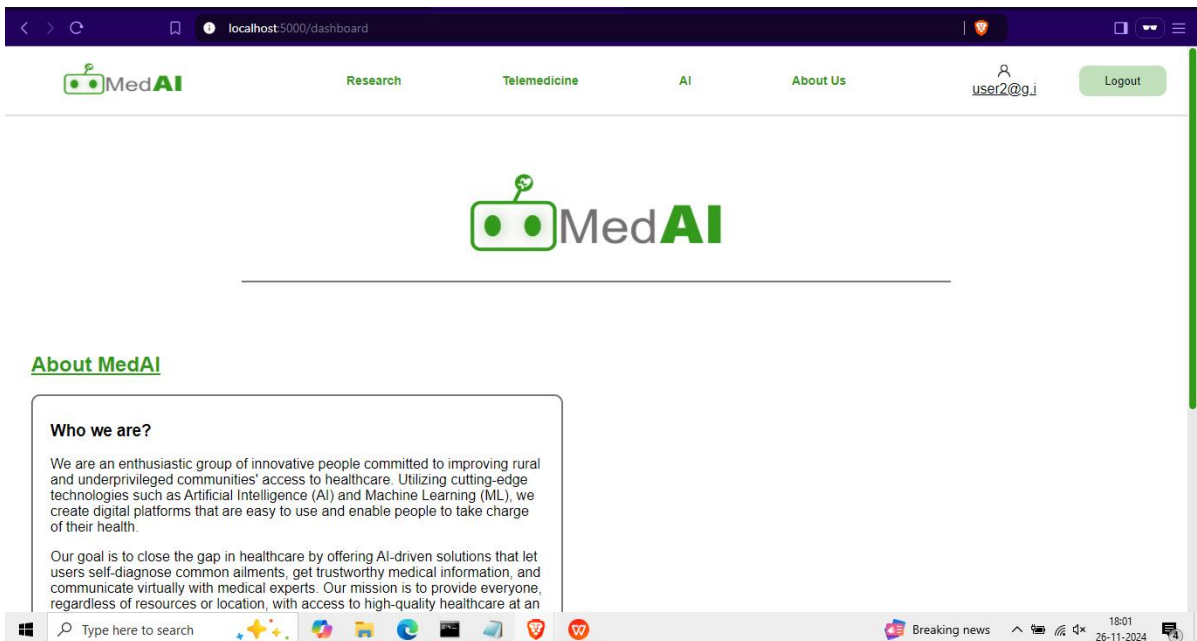 localhost:5000/dashboard
MedAI
Research
Telemedicine
AI
About Us
user2@g.i
Logout
MedAI
About MedAI
Who we are?
We are an enthusiastic group of innovative people committed to improving rural
and underprivileged communities' access to healthcare. Utilizing cutting-edge
technologies such as Artificial Intelligence (AI) and Machine Learning (ML), we
create digital platforms that are easy to use and enable people to take charge
of their health.
Our goal is to close the gap in healthcare by offering AI-driven solutions that let
users self-diagnose common ailments, get trustworthy medical information, and
communicate virtually with medical experts. Our mission is to provide everyone,
regardless of resources or location, with access to high-quality healthcare at an
Type here to search
Breaking news
18:01
26-11-2024
4